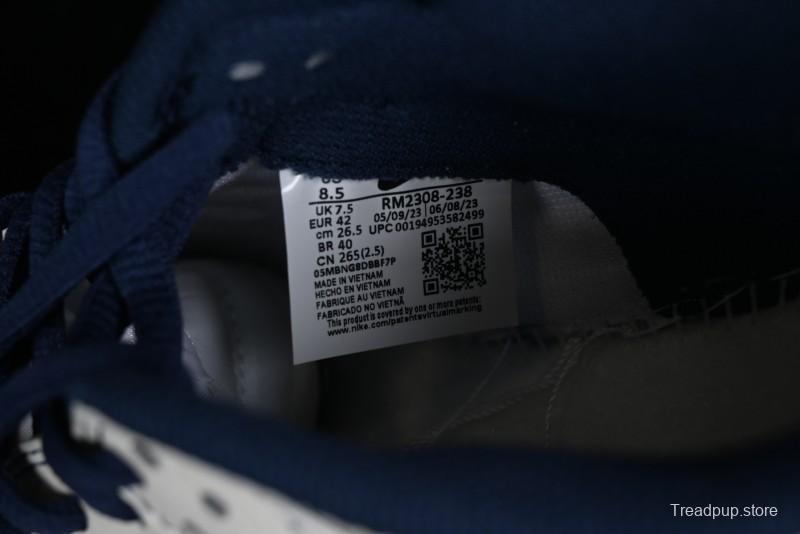 US
8.5
RM2308-238
UK 7.5
05/09/23 06/08/23
EUR 42
UPC 00194953582499
cm 26.5
BR 40
CN 265(2.5)
05MBNGBDBBF7P
MADE IN VIETNAM
HECHO EN VIETNAM
FABRIQUE AU VIETNAM
FABRICADO NO VIETNÃ
This product is covered by one or more patents:
www.nike.com/patentsvirtualmarking
Treadpup.store